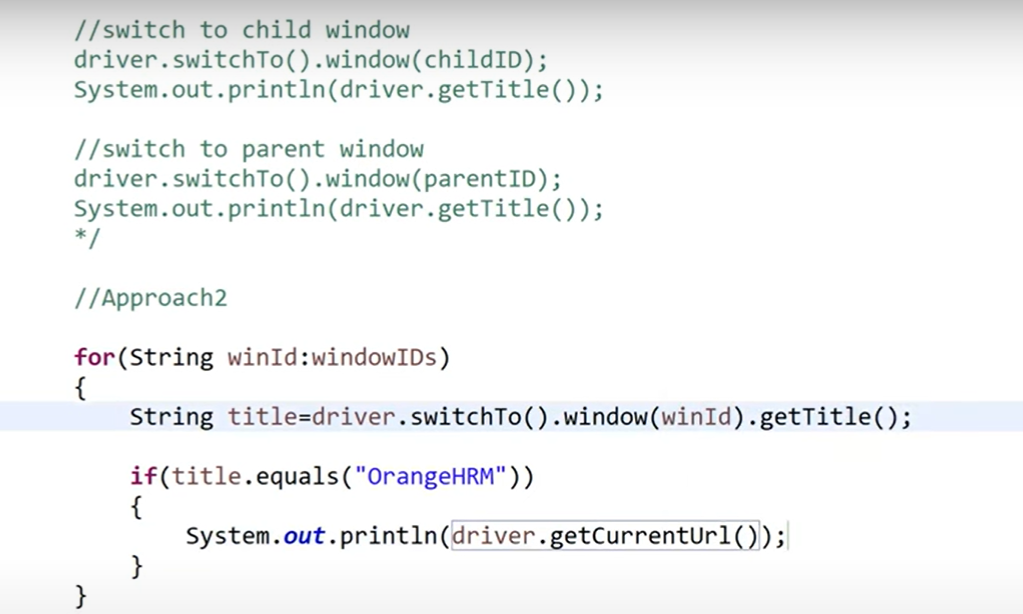 //switch to child window
driver.switchTo().window(childID);
System.out.println(driver.getTitle());
//switch to parent window
driver.switchTo().window(parentID);
System.out.println(driver.getTitle());
*/
//Approach2
for(String winId:windowIDs)
{
String title=driver.switchTo().window(winId).getTitle();
if(title.equals("OrangeHRM"))
{
System.out.println(driver.getCurrentUrl());
}
}